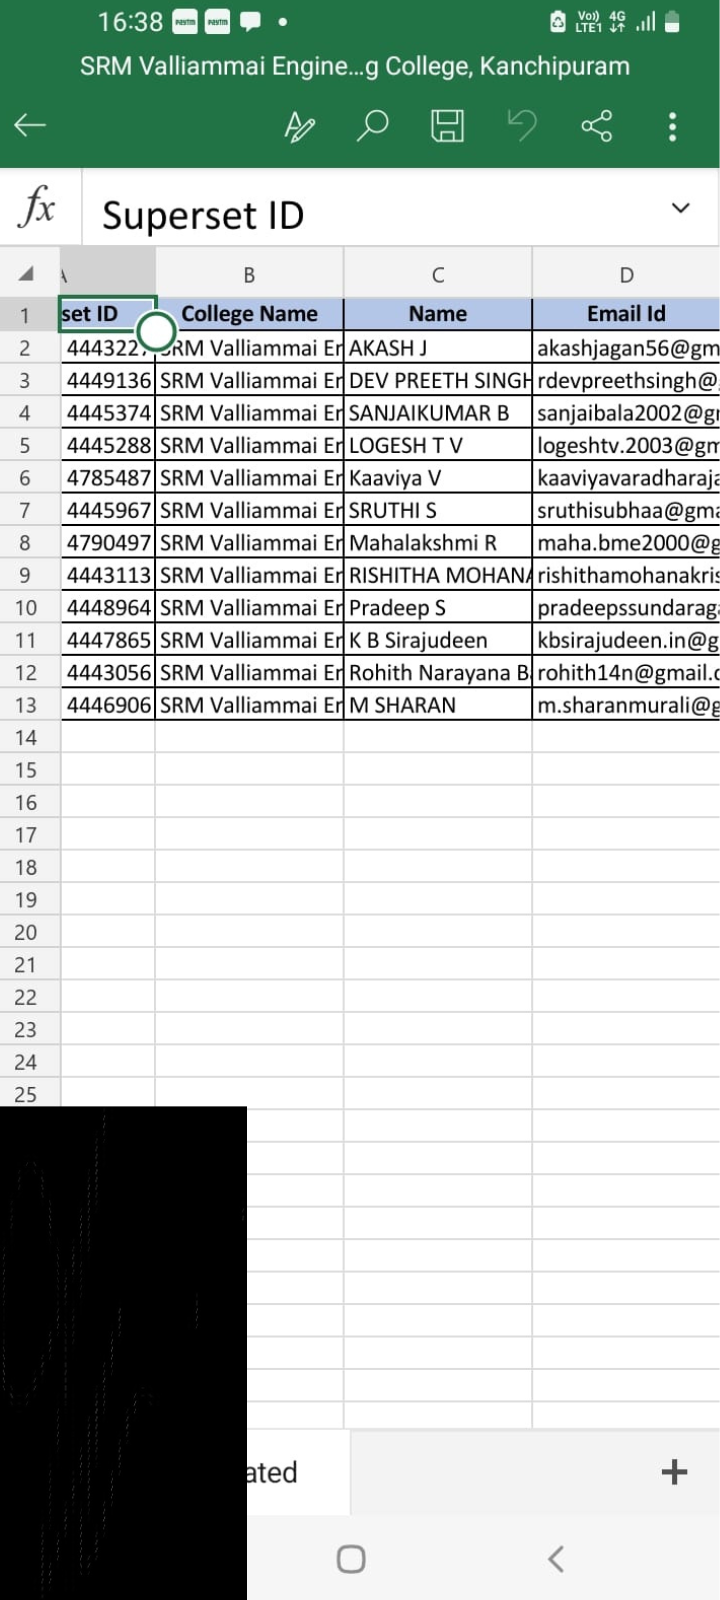 16:38 Paytm Paytm Vo)) LTE1 4G
SRM Valliammai Engine...g College, Kanchipuram
fx Superset ID
B C D
1 set ID College Name Name Email Id
2 444322 SRM Valliammai Er AKASH J akashjagan56@gm
3 4449136 SRM Valliammai Er DEV PREETH SINGH rdevpreethsingh@
4 4445374 SRM Valliammai Er SANJAIKUMAR B sanjaibala2002@g
5 4445288 SRM Valliammai Er LOGESH T V logeshtv.2003@gm
6 4785487 SRM Valliammai Er Kaaviya V kaaviyavaradharaja
7 4445967 SRM Valliammai Er SRUTHI S sruthisubhaa@gma
8 4790497 SRM Valliammai Er Mahalakshmi R maha.bme2000@g
9 4443113 SRM Valliammai Er RISHITHA MOHANA rishithamohanakris
10 4448964 SRM Valliammai Er Pradeep S pradeepssundaraga
11 4447865 SRM Valliammai Er K B Sirajudeen kbsirajudeen.in@g
12 4443056 SRM Valliammai Er Rohith Narayana B rohith14n@gmail.c
13 4446906 SRM Valliammai Er M SHARAN m.sharanmurali@g
14
15
16
17
18
19
20
21
22
23
24
25
ated